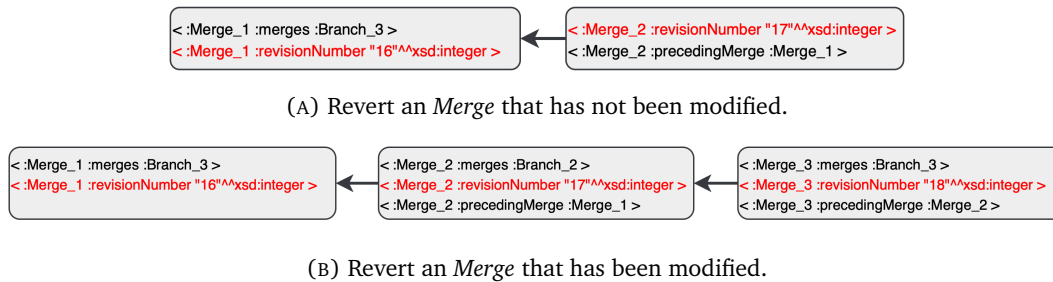 < :Merge_1 :merges :Branch_3 >
< :Merge_1 :revisionNumber "16"^^xsd:integer >
< :Merge_2 :revisionNumber "17"^^xsd:integer >
< :Merge_2 :precedingMerge :Merge_1 >
(A) Revert an Merge that has not been modified.
< :Merge_1 :merges :Branch_3 >
< :Merge_1 :revisionNumber "16"^^xsd:integer >
< :Merge_2 :merges :Branch_2 >
< :Merge_2 :revisionNumber "17"^^xsd:integer >
< :Merge_2 :precedingMerge :Merge_1 >
< :Merge_3 :merges :Branch_3 >
< :Merge_3 :revisionNumber "18"^^xsd:integer >
< :Merge_3 :precedingMerge :Merge_2 >
(B) Revert an Merge that has been modified.